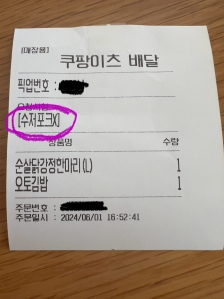 [매장용]
쿠팡이츠 배달
픽업번호 :
요청사항
[수저포크X]
상품명 수량
순살닭강정한마리(L) 1
오토김밥 1
주문번호 :
주문일시 : 2024/06/01 16:52:41